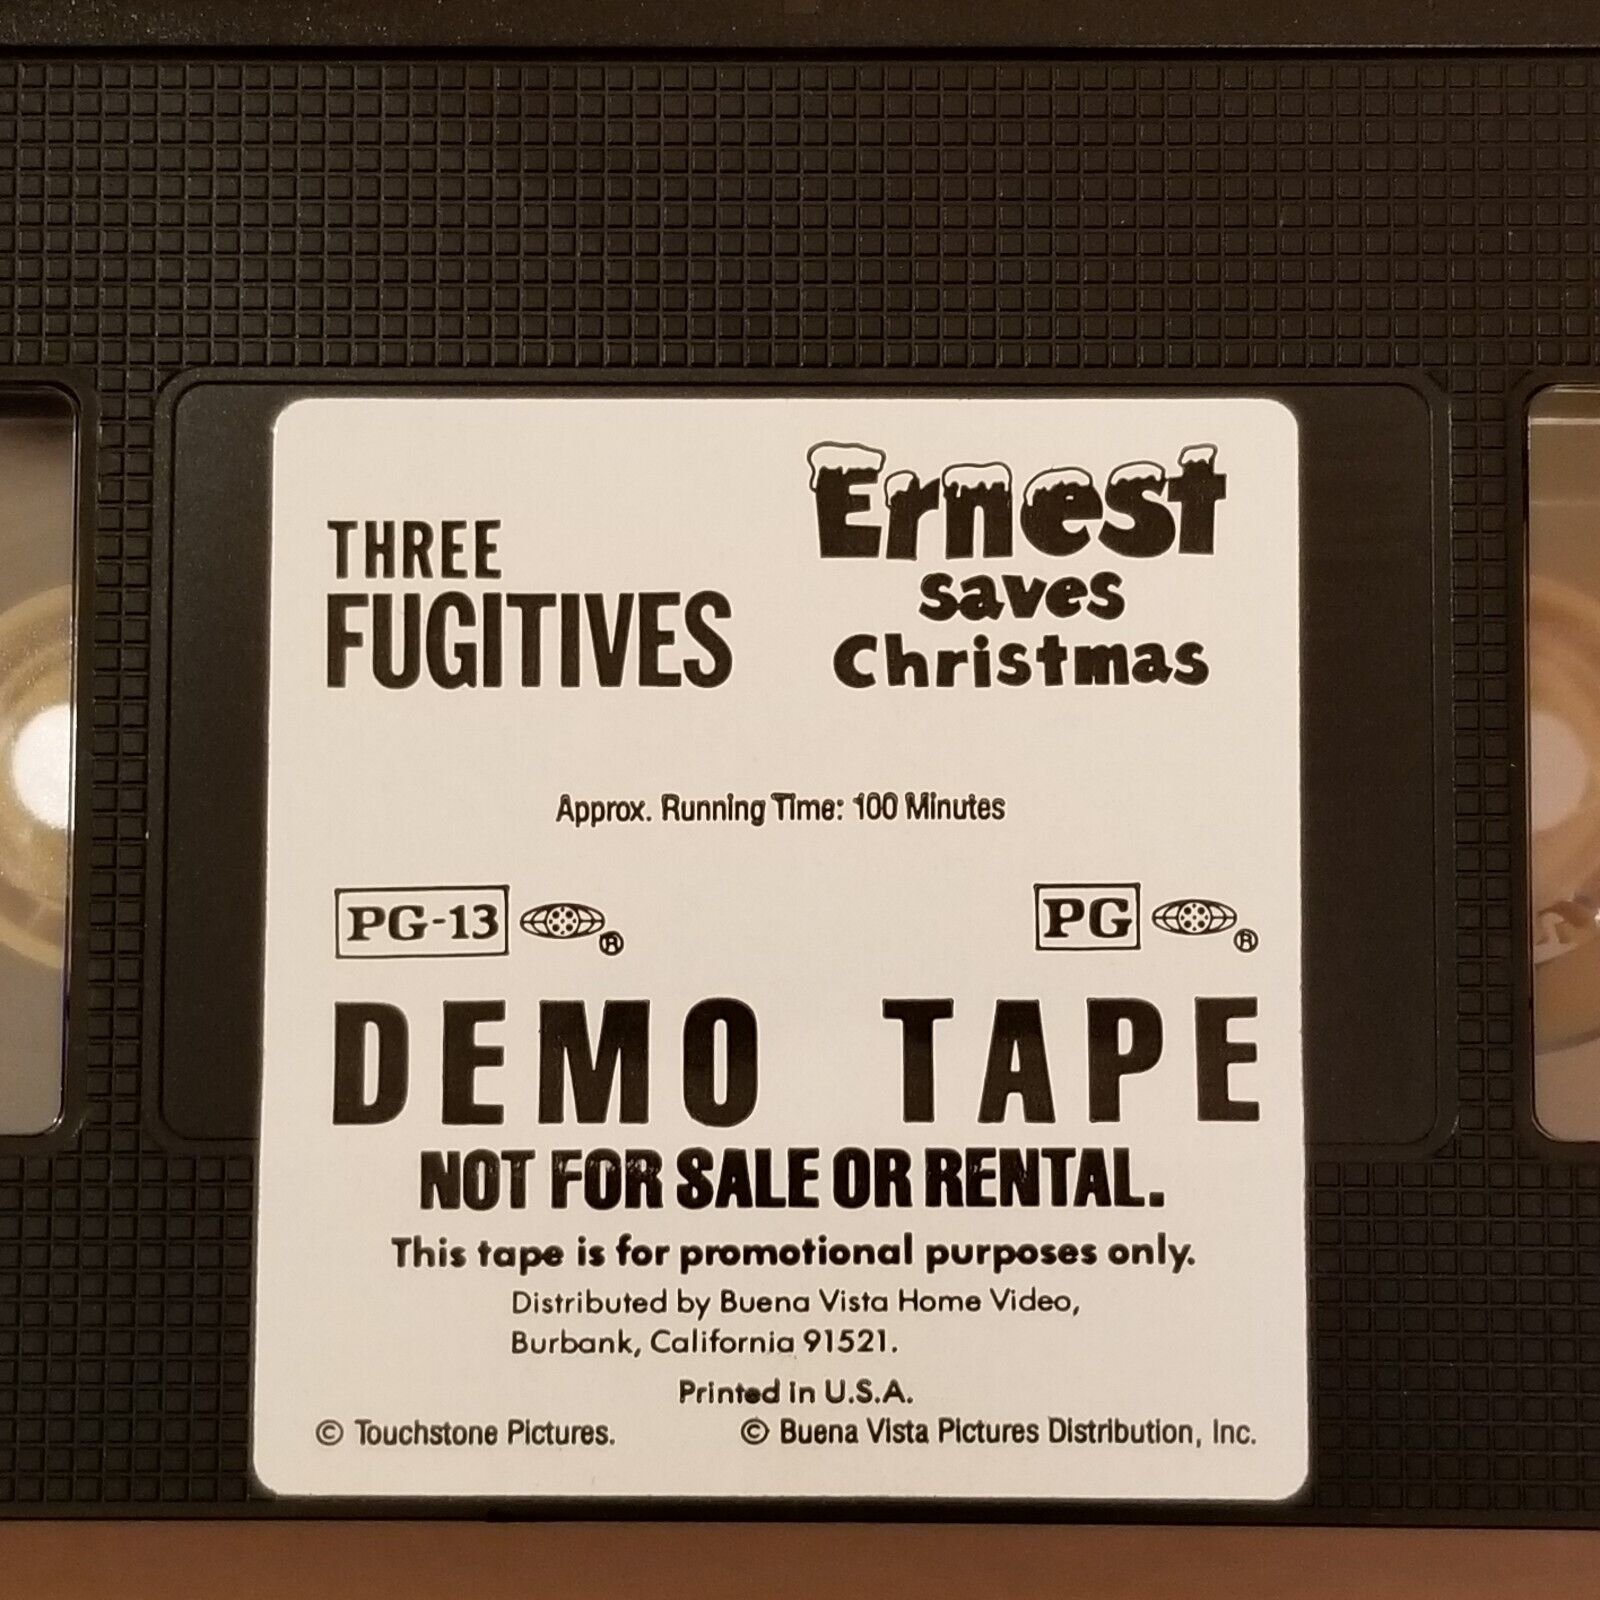 THREE
FUGITIVES
Ernest
saves
Christmas
Approx. Running Time: 100 Minutes
PG-13 ®
PG ®
DEMO TAPE
NOT FOR SALE OR RENTAL.
This tape is for promotional purposes only.
Distributed by Buena Vista Home Video,
Burbank, California 91521.
Printed in U.S.A.
© Touchstone Pictures.
© Buena Vista Pictures Distribution, Inc.